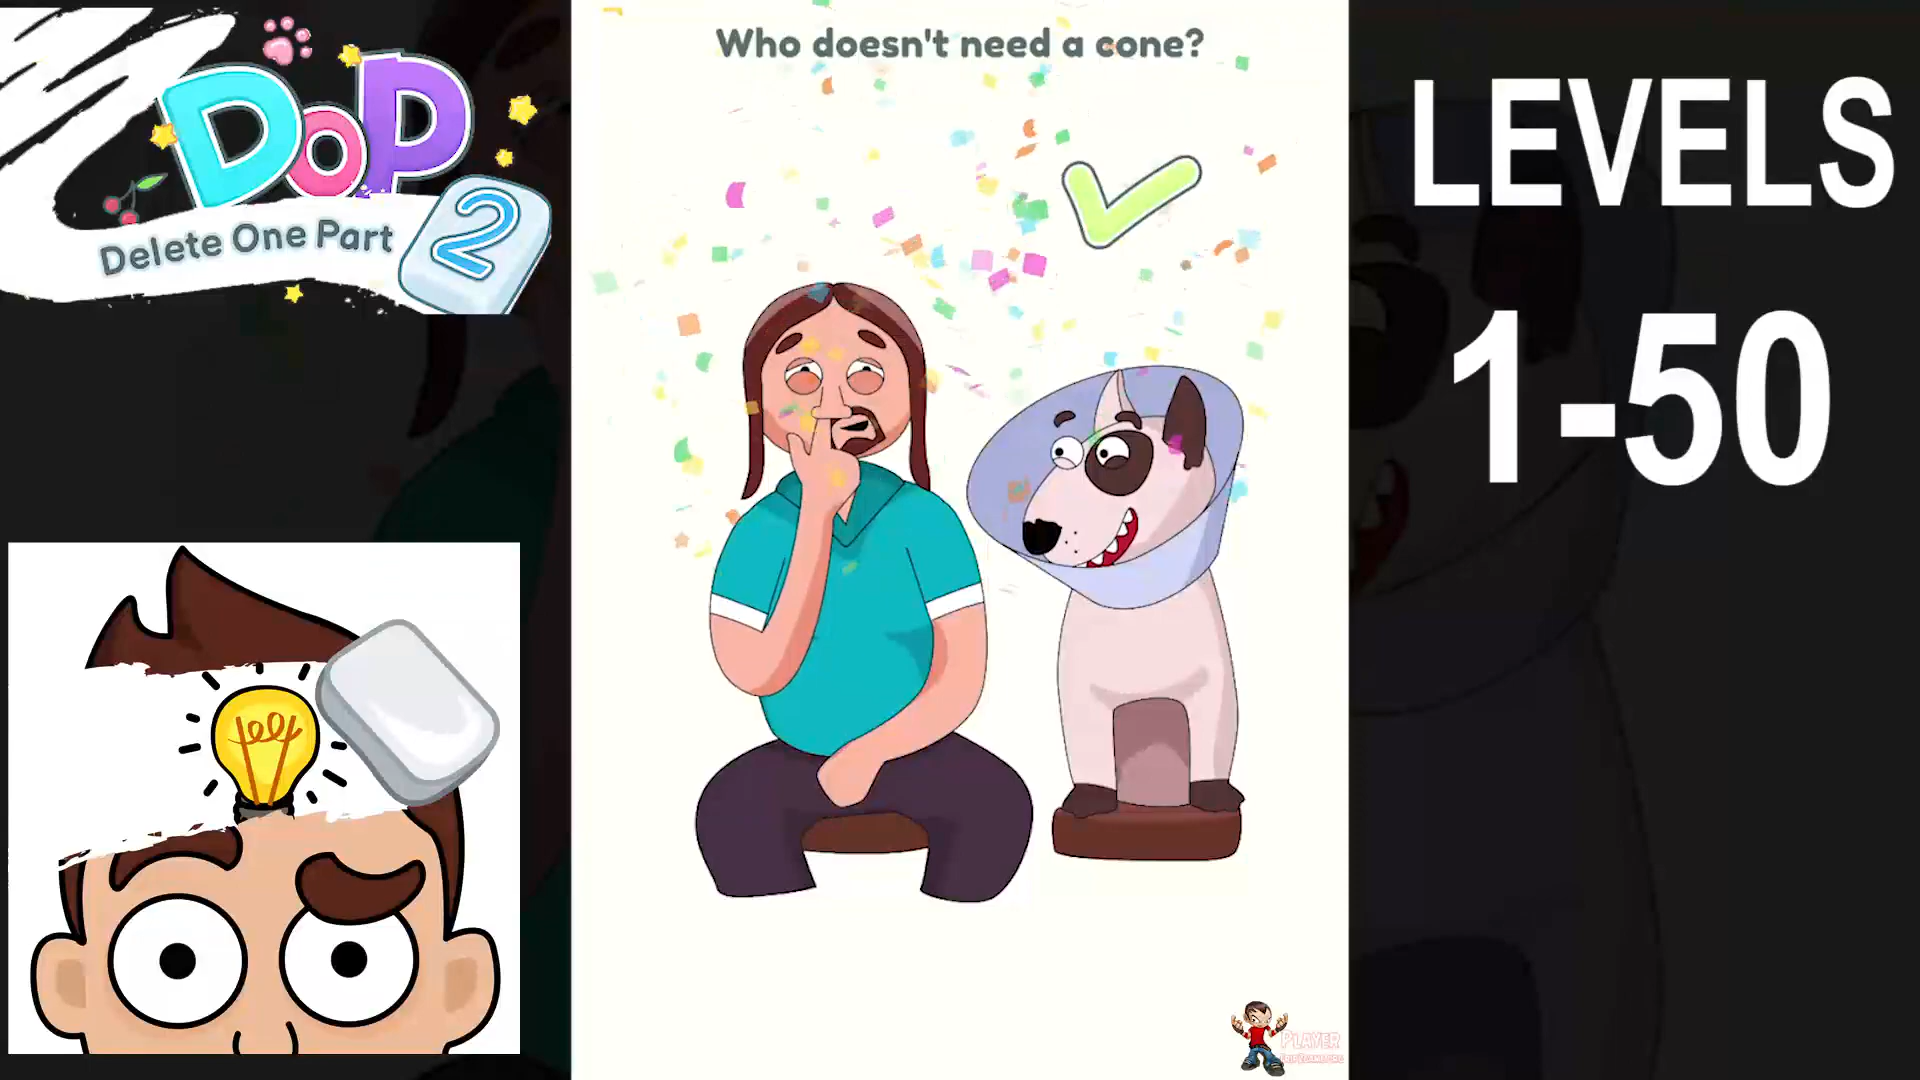 DOP
Delete One Part
2
Who doesn't need a cone?
LEVELS
1-50
PLAYER